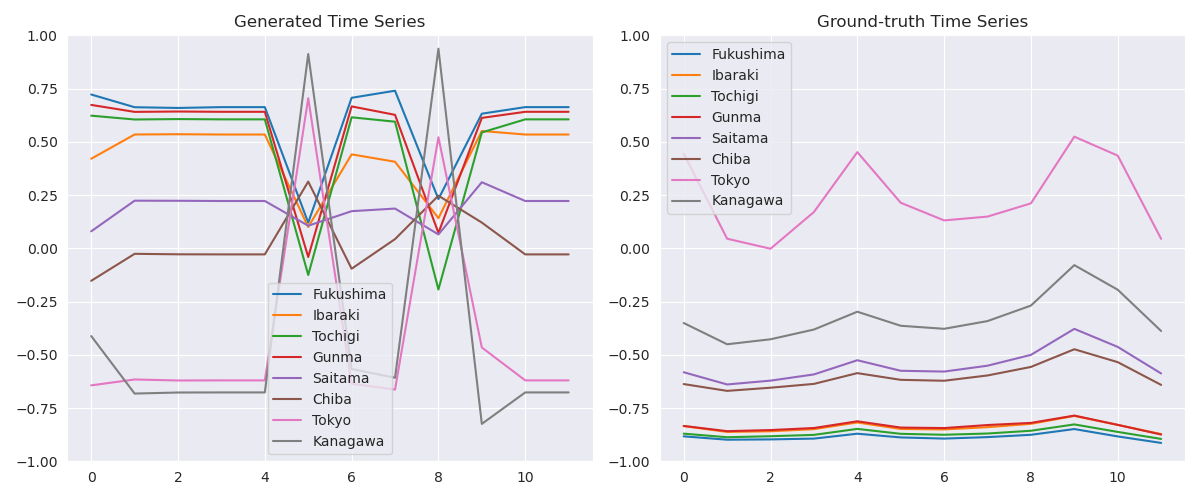 Generated Time Series
1.00
0.75
0.50
0.25
0.00
−0.25
−0.50
−0.75
−1.00
0 2 4 6 8 10
Fukushima
Ibaraki
Tochigi
Gunma
Saitama
Chiba
Tokyo
Kanagawa
Ground-truth Time Series
1.00
0.75
0.50
0.25
0.00
−0.25
−0.50
−0.75
−1.00
0 2 4 6 8 10
Fukushima
Ibaraki
Tochigi
Gunma
Saitama
Chiba
Tokyo
Kanagawa